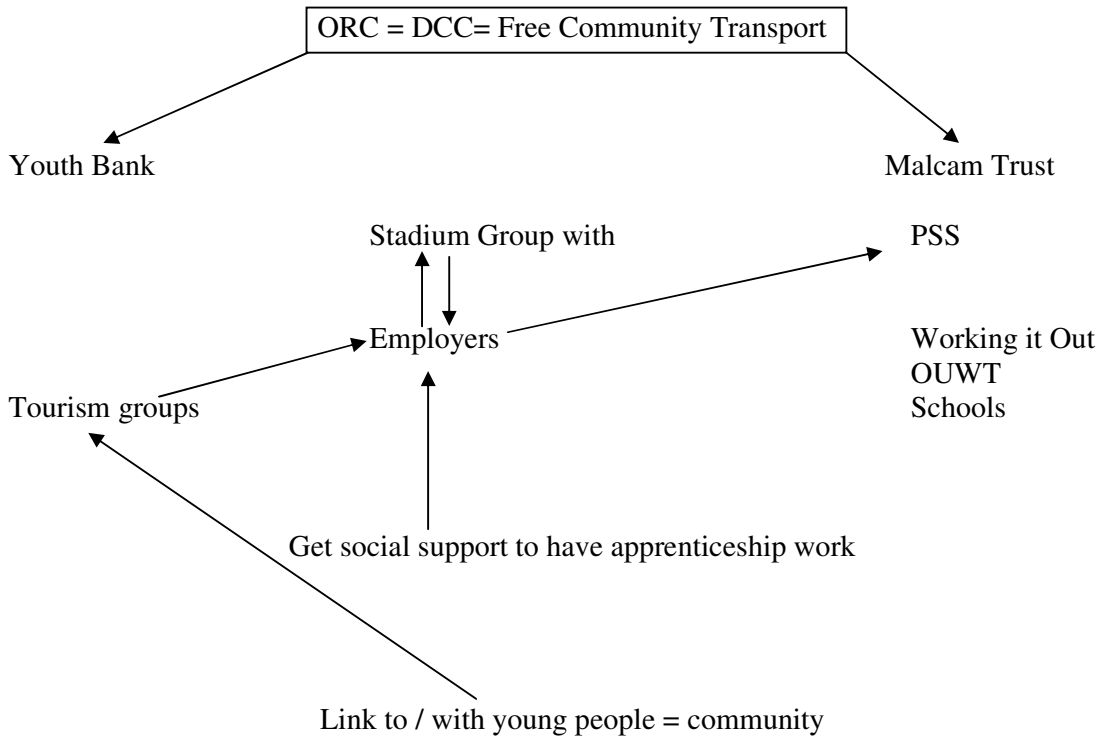 ORC = DCC= Free Community Transport
Youth Bank
Malcam Trust
Stadium Group with
PSS
Employers
Working it Out
OUWT
Tourism groups
Schools
Get social support to have apprenticeship work
Link to / with young people = community